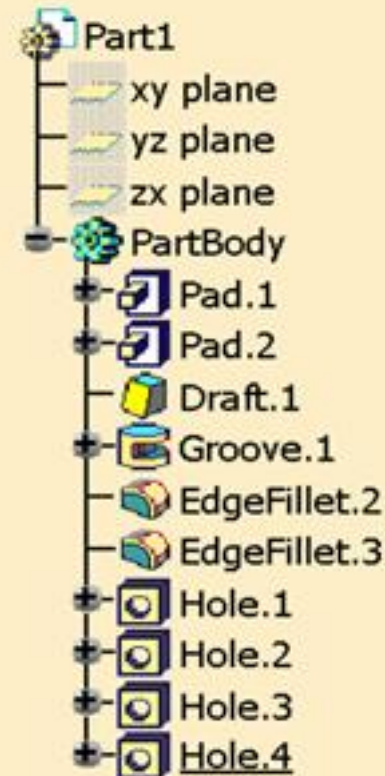 Part1
xy plane
yz plane
zx plane
PartBody
Pad.1
Pad.2
Draft.1
Groove.1
EdgeFillet.2
EdgeFillet.3
Hole.1
Hole.2
Hole.3
Hole.4